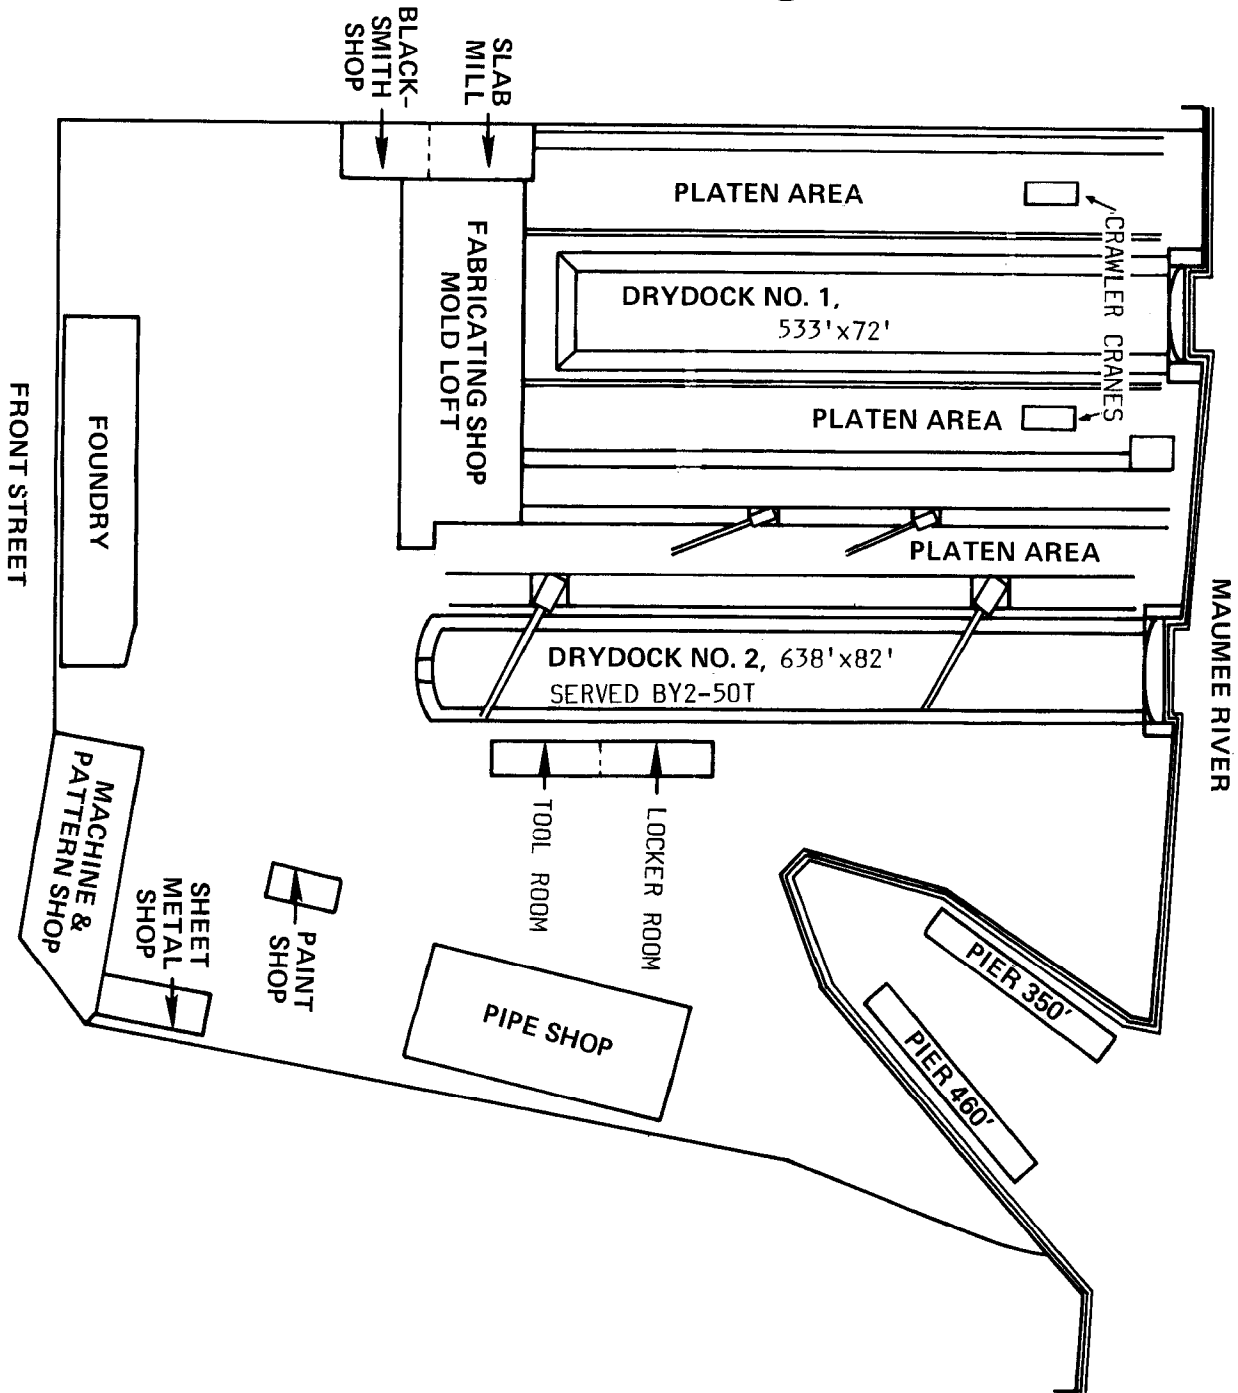 BLACK-
SMITH
SHOP
SLAB
MILL
PLATEN AREA
CRAWLER CRANES
FABRICATING SHOP
MOLD LOFT
DRYDOCK NO. 1,
533'x72'
PLATEN AREA
FRONT STREET
FOUNDRY
PLATEN AREA
MAUMEE RIVER
DRYDOCK NO. 2, 638'x82'
SERVED BY2-50T
MACHINE &
PATTERN SHOP
TOOL ROOM
LOCKER ROOM
SHEET
METAL
SHOP
PAINT
SHOP
PIPE SHOP
PIER 350'
PIER 460'